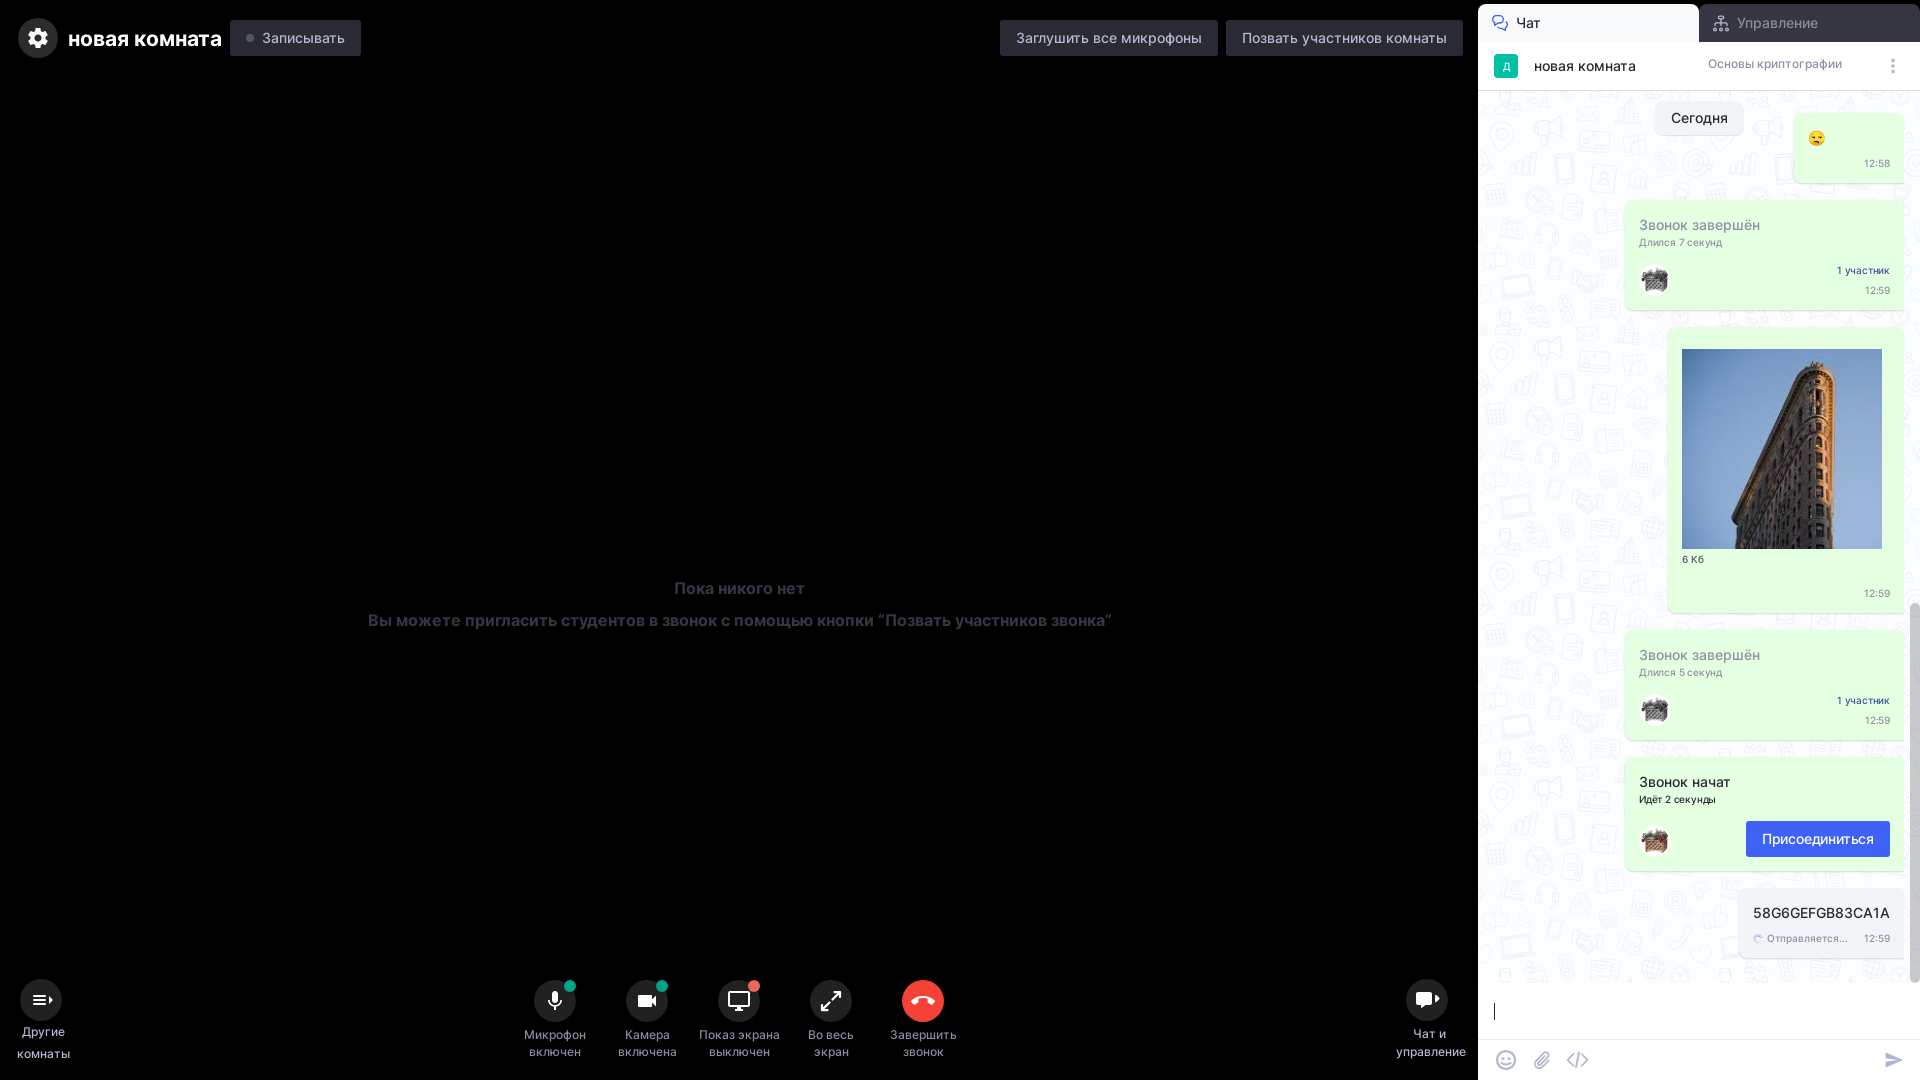 новая комната
Записывать
Заглушить все микрофоны
Позвать участников комнаты
Чат
Управление
Д
новая комната
Основы криптографии
Сегодня
12:58
Звонок завершён
Длился 7 секунд
1 участник
12:59
6 Кб
12:59
Звонок завершён
Длился 5 секунд
1 участник
12:59
Звонок начат
Идёт 2 секунды
Присоединиться
58G6GEFGB83CA1A
Отправляется...
12:59
Пока никого нет
Вы можете пригласить студентов в звонок с помощью кнопки “Позвать участников звонка”
Другие
комнаты
Микрофон
включен
Камера
включена
Показ экрана
выключен
Во весь
экран
Завершить
звонок
Чат и
управление